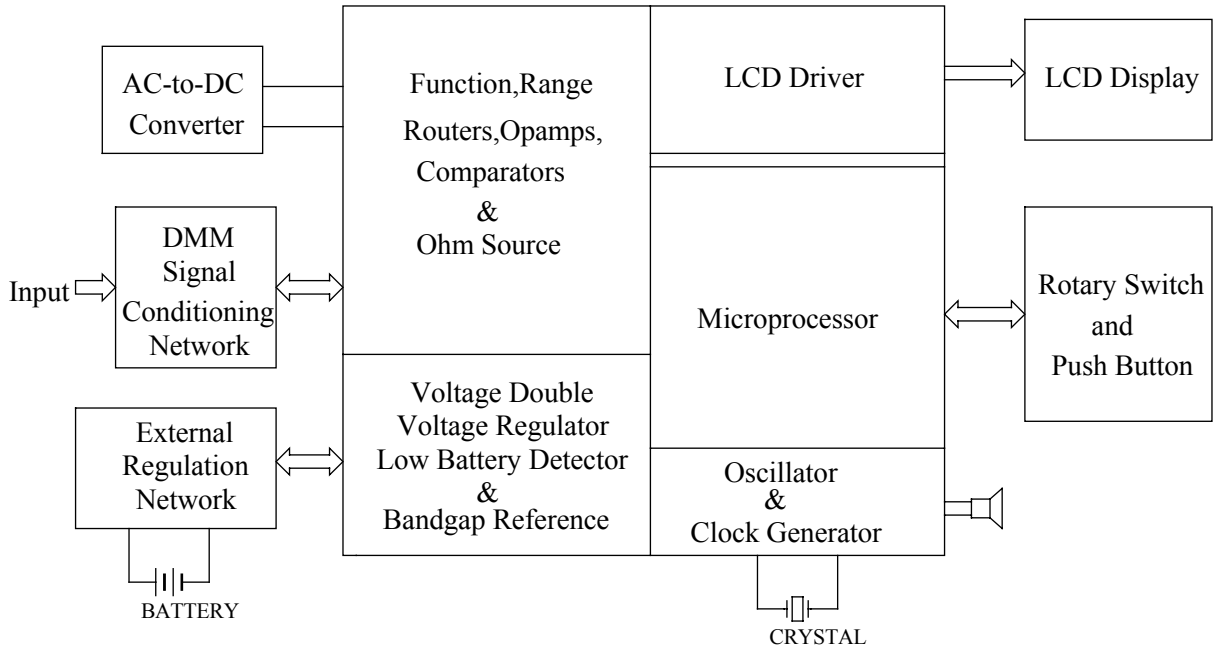 AC-to-DC
Converter
Function,Range
Routers,Opamps,
Comparators
&
Ohm Source
LCD Driver
LCD Display
Input
DMM
Signal
Conditioning
Network
Microprocessor
Rotary Switch
and
Push Button
External
Regulation
Network
BATTERY
Voltage Double
Voltage Regulator
Low Battery Detector
&
Bandgap Reference
Oscillator
&
Clock Generator
CRYSTAL